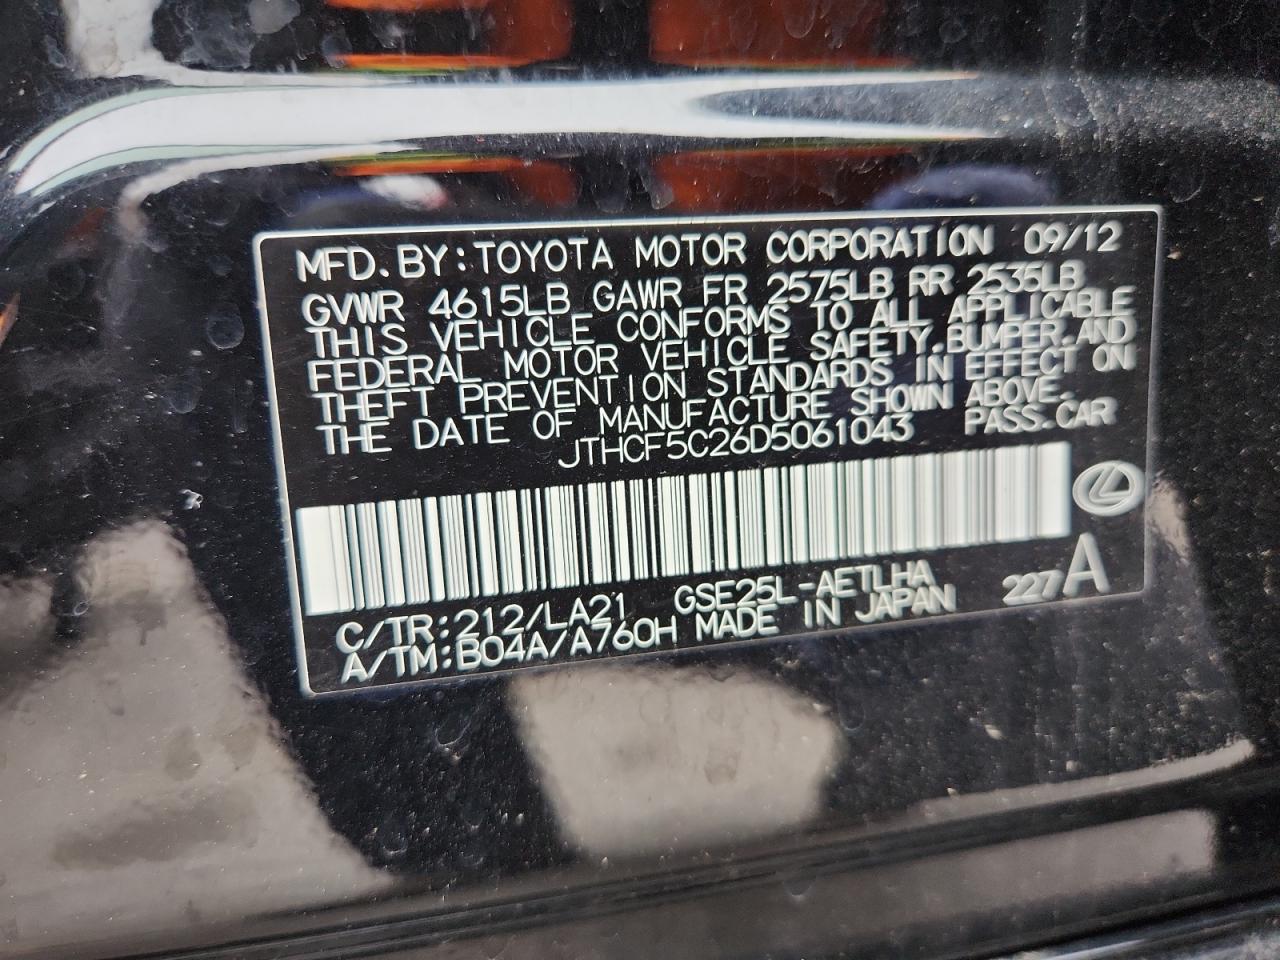 MFD. BY: TOYOTA MOTOR CORPORATION 09/12
GVWR 4615LB GAWR FR 2575LB RR 2535LB
THIS VEHICLE CONFORMS TO ALL APPLICABLE
FEDERAL MOTOR VEHICLE SAFETY, BUMPER, AND
THEFT PREVENTION STANDARDS IN EFFECT ON
THE DATE OF MANUFACTURE SHOWN ABOVE.
JTHCF5C26D5061043 PASS. CAR
C/TR: 212/LA21 GSE25L-AETLHA
A/TM: B04A/A760H MADE IN JAPAN 227A